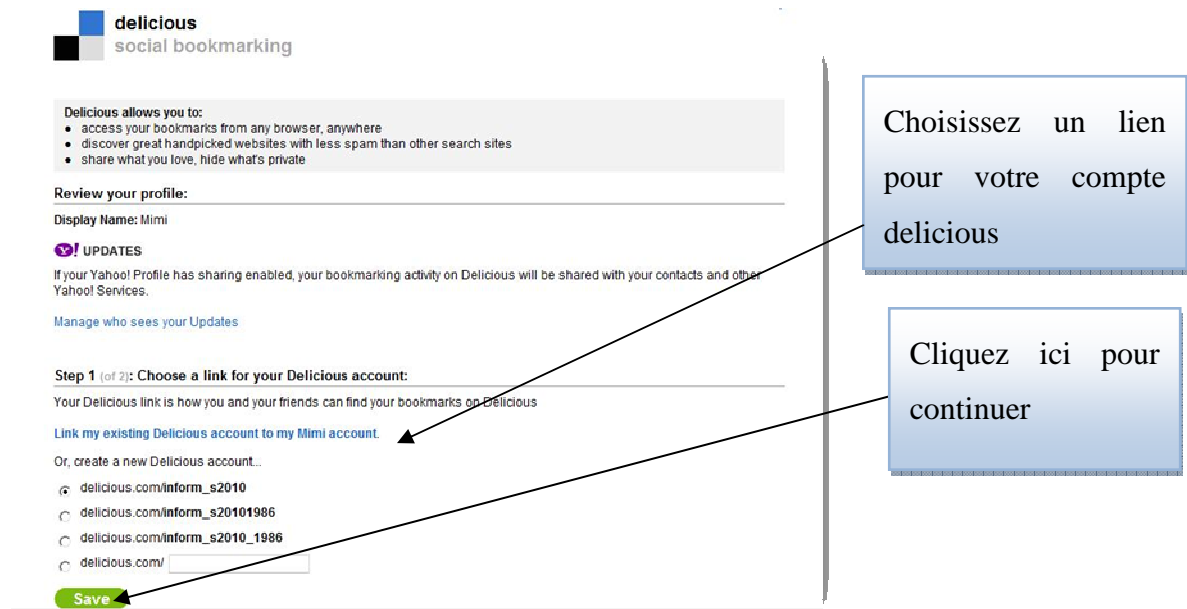 delicious
social bookmarking
Delicious allows you to:
• access your bookmarks from any browser, anywhere
• discover great handpicked websites with less spam than other search sites
• share what you love, hide what's private
Review your profile:
Display Name: Mimi
Y! UPDATES
If your Yahoo! Profile has sharing enabled, your bookmarking activity on Delicious will be shared with your contacts and other
Yahoo! Services.
Manage who sees your Updates
Step 1 (of 2): Choose a link for your Delicious account:
Your Delicious link is how you and your friends can find your bookmarks on Delicious
Link my existing Delicious account to my Mimi account.
Or, create a new Delicious account...
delicious.com/inform_s2010
delicious.com/inform_s20101986
delicious.com/inform_s2010_1986
delicious.com/
Save
Choisissez un lien
pour votre compte
delicious
Cliquez ici pour
continuer